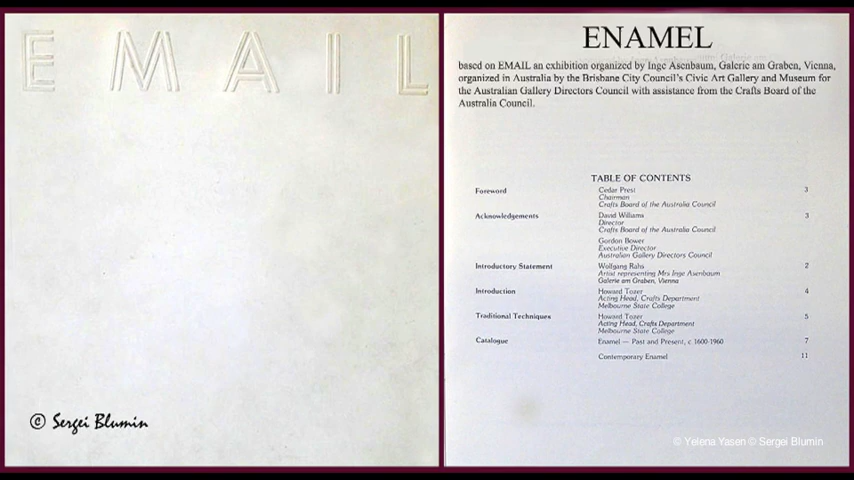 EMAIL
© Sergei Blumin
ENAMEL
based on EMAIL an exhibition organized by Inge Asenbaum, Galerie am Graben, Vienna,
organized in Australia by the Brisbane City Council's Civic Art Gallery and Museum for
the Australian Gallery Directors Council with assistance from the Crafts Board of the
Australia Council.
TABLE OF CONTENTS
Foreword Cedar Prest 3
Chairman
Crafts Board of the Australia Council
Acknowledgements David Williams 3
Director
Crafts Board of the Australia Council
Gordon Bower
Executive Director
Australian Gallery Directors Council
Introductory Statement Wolfgang Rahs 2
Artist representing Mrs Inge Asenbaum
Galerie am Graben, Vienna
Introduction Howard Tozer 4
Acting Head, Crafts Department
Melbourne State College
Traditional Techniques Howard Tozer 5
Acting Head, Crafts Department
Melbourne State College
Catalogue Enamel — Past and Present, c 1600-1960 7
Contemporary Enamel 11
© Yelena Yasen © Sergei Blumin